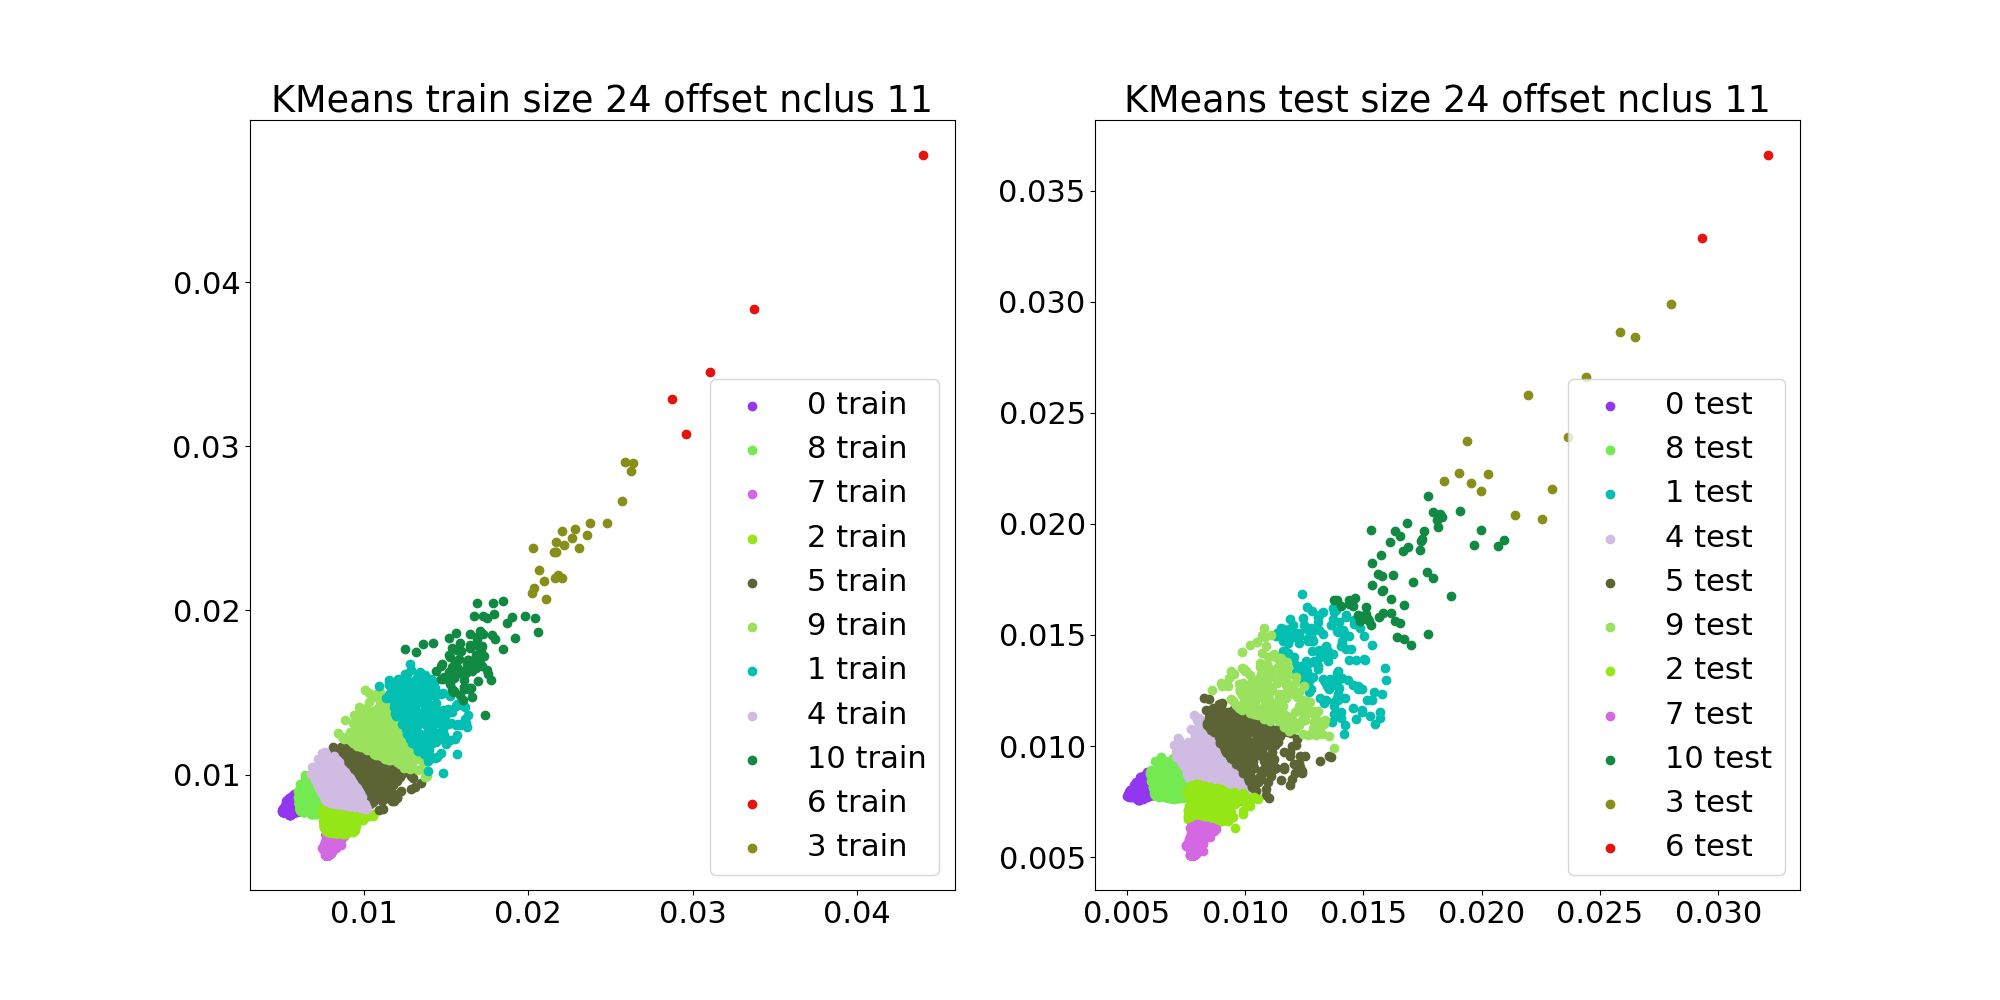 KMeans train size 24 offset nclus 11
0.04
0.03
0.02
0.01
0.01 0.02 0.03 0.04
0 train
8 train
7 train
2 train
5 train
9 train
1 train
4 train
10 train
6 train
3 train
KMeans test size 24 offset nclus 11
0.035
0.030
0.025
0.020
0.015
0.010
0.005
0.005 0.010 0.015 0.020 0.025 0.030
0 test
8 test
1 test
4 test
5 test
9 test
2 test
7 test
10 test
3 test
6 test